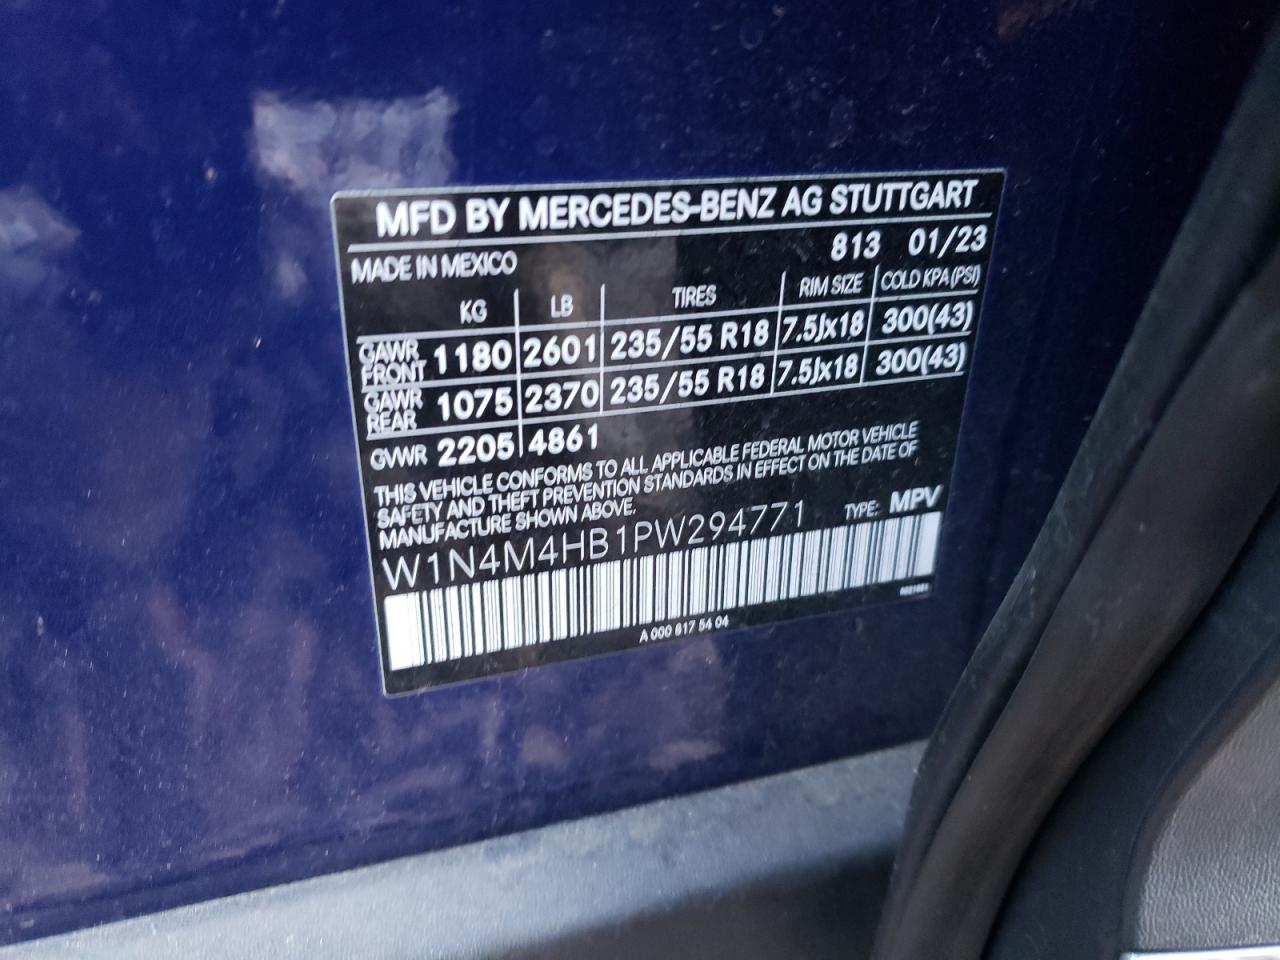 MFD BY MERCEDES-BENZ AG STUTTGART
813 01/23
MADE IN MEXICO
KG LB TIRES RIM SIZE COLD KPA (PSI)
GAWR FRONT 1180 2601 235/55 R18 7.5Jx18 300(43)
GAWR REAR 1075 2370 235/55 R18 7.5Jx18 300(43)
GVWR 2205 4861
THIS VEHICLE CONFORMS TO ALL APPLICABLE FEDERAL MOTOR VEHICLE
SAFETY AND THEFT PREVENTION STANDARDS IN EFFECT ON THE DATE OF
MANUFACTURE SHOWN ABOVE.
W1N4M4HB1PW294771 TYPE: MPV
A 000 817 54 04